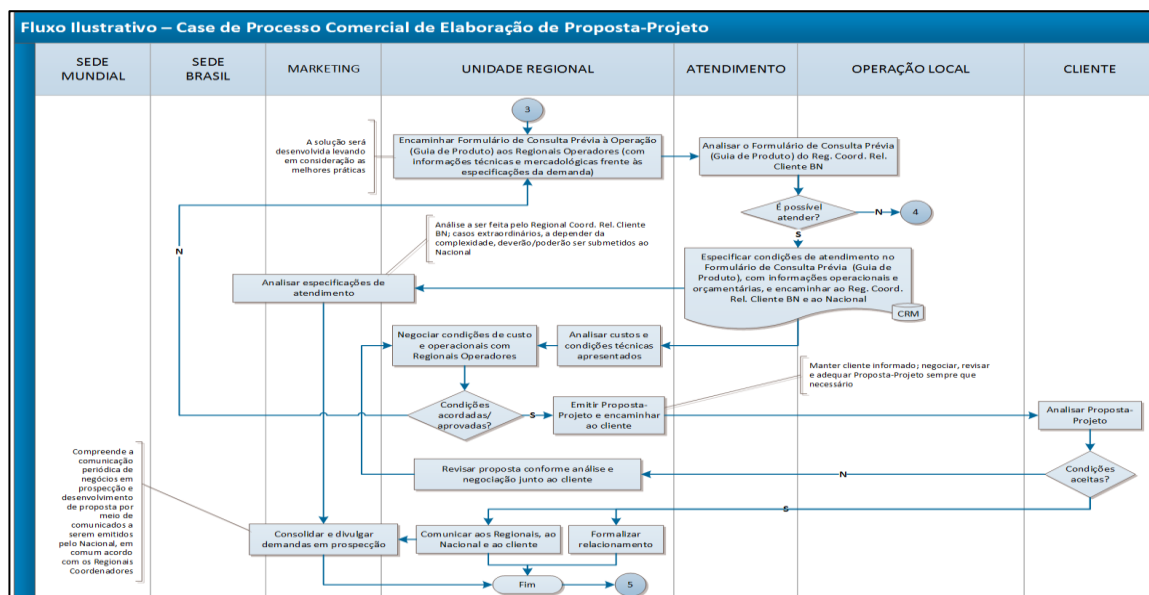 Fluxo Ilustrativo – Case de Processo Comercial de Elaboração de Proposta-Projeto
SEDE
MUNDIAL
SEDE
BRASIL
MARKETING
UNIDADE REGIONAL
ATENDIMENTO
OPERAÇÃO LOCAL
CLIENTE
3
A solução será
desenvolvida levando
em consideração as
melhores práticas
Encaminhar Formulário de Consulta Prévia à Operação
(Guia de Produto) aos Regionais Operadores (com
informações técnicas e mercadológicas frente às
especificações da demanda)
Analisar o Formulário de Consulta Prévia
(Guia de Produto) do Reg. Coord. Rel.
Cliente BN
É possível
atender?
N
4
S
Análise a ser feita pelo Regional Coord. Rel. Cliente
BN; casos extraordinários, a depender da
complexidade, deverão/poderão ser submetidos ao
Nacional
N
Especificar condições de atendimento no
Formulário de Consulta Prévia (Guia de
Produto), com informações operacionais e
orçamentárias, e encaminhar ao Reg. Coord.
Rel. Cliente BN e ao Nacional
CRM
Analisar especificações de
atendimento
Negociar condições de custo
e operacionais com
Regionais Operadores
Analisar custos e
condições técnicas
apresentados
Manter cliente informado; negociar, revisar
e adequar Proposta-Projeto sempre que
necessário
Condições
acordadas/
aprovadas?
S
Emitir Proposta-
Projeto e encaminhar
ao cliente
Analisar Proposta-
Projeto
Compreende a
comunicação
periódica de
negócios em
prospecção e
desenvolvimento
de proposta por
meio de
comunicados a
serem emitidos
pelo Nacional, em
comum acordo
com os Regionais
Coordenadores
Revisar proposta conforme análise e
negociação junto ao cliente
N
Condições
aceitas?
S
Consolidar e divulgar
demandas em prospecção
Comunicar aos Regionais, ao
Nacional e ao cliente
Formalizar
relacionamento
Fim
5